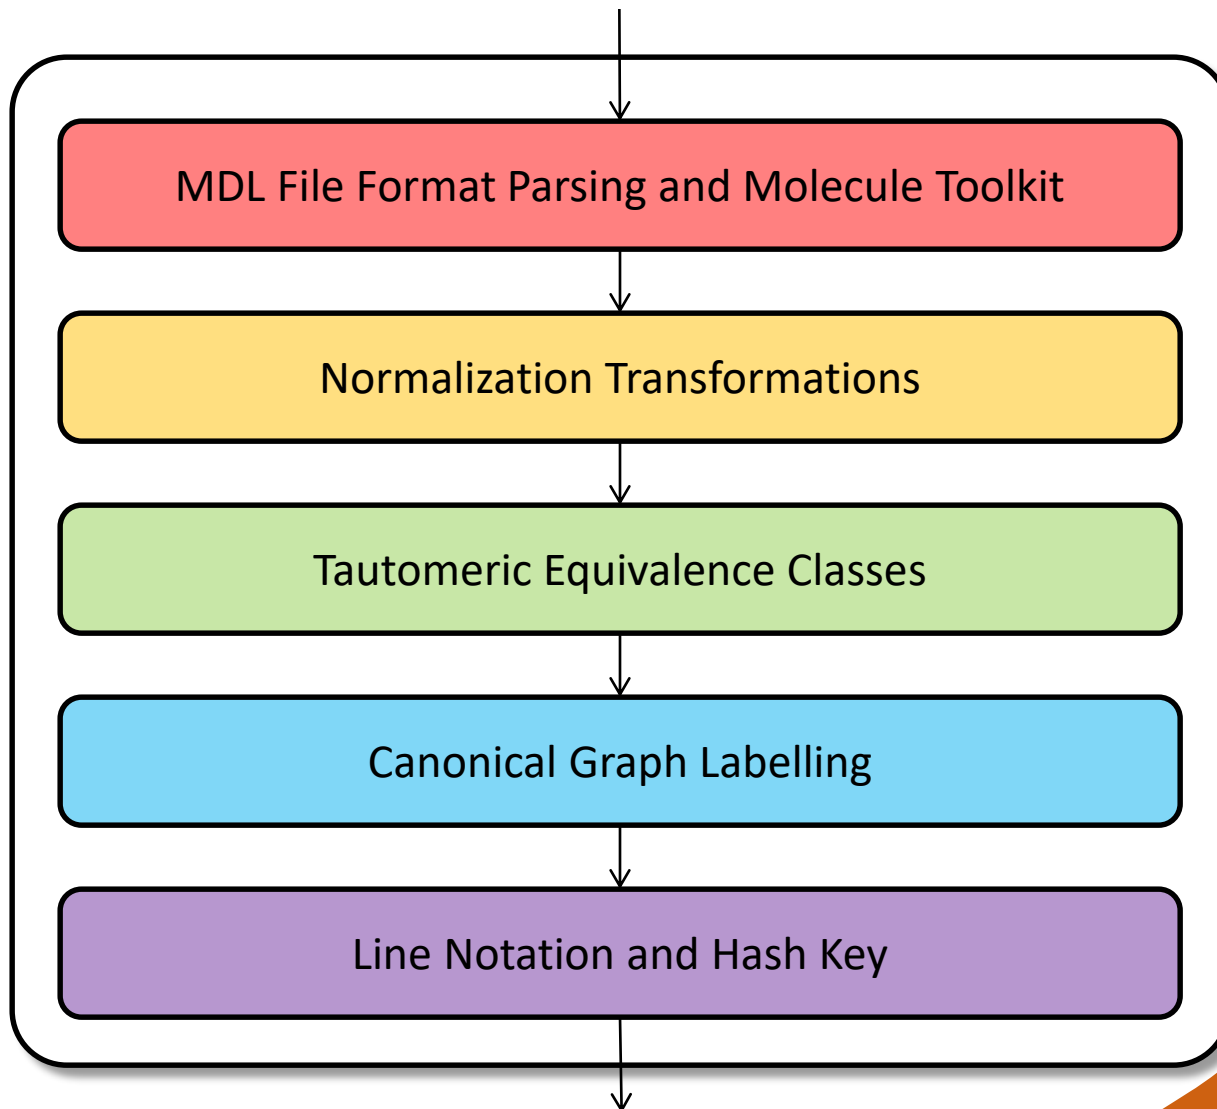 MDL File Format Parsing and Molecule Toolkit
Normalization Transformations
Tautomeric Equivalence Classes
Canonical Graph Labelling
Line Notation and Hash Key